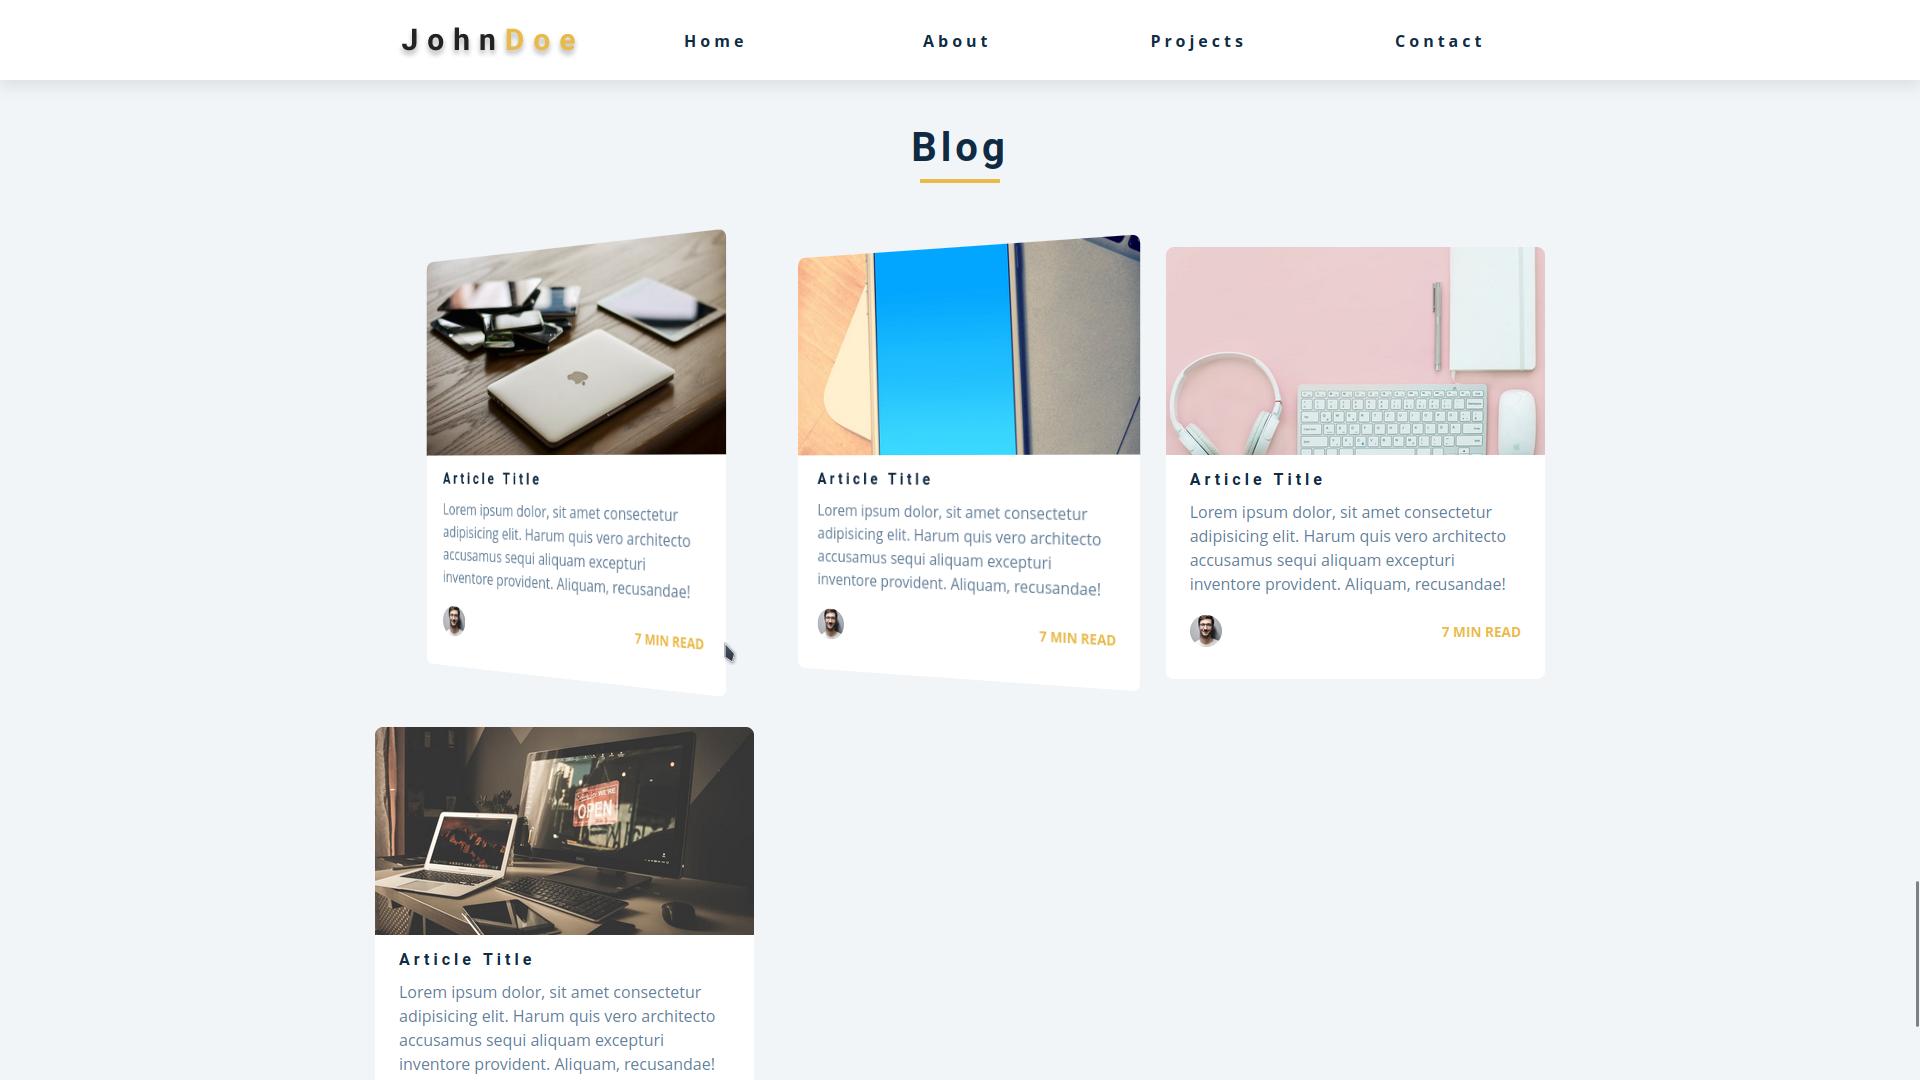 JohnDoe
Home
About
Projects
Contact
Blog
Article Title
Lorem ipsum dolor, sit amet consectetur
adipisicing elit. Harum quis vero architecto
accusamus sequi aliquam excepturi
inventore provident. Aliquam, recusandae!
7 MIN READ
Article Title
Lorem ipsum dolor, sit amet consectetur
adipisicing elit. Harum quis vero architecto
accusamus sequi aliquam excepturi
inventore provident. Aliquam, recusandae!
7 MIN READ
Article Title
Lorem ipsum dolor, sit amet consectetur
adipisicing elit. Harum quis vero architecto
accusamus sequi aliquam excepturi
inventore provident. Aliquam, recusandae!
7 MIN READ
WE'RE
OPEN
Article Title
Lorem ipsum dolor, sit amet consectetur
adipisicing elit. Harum quis vero architecto
accusamus sequi aliquam excepturi
inventore provident. Aliquam, recusandae!